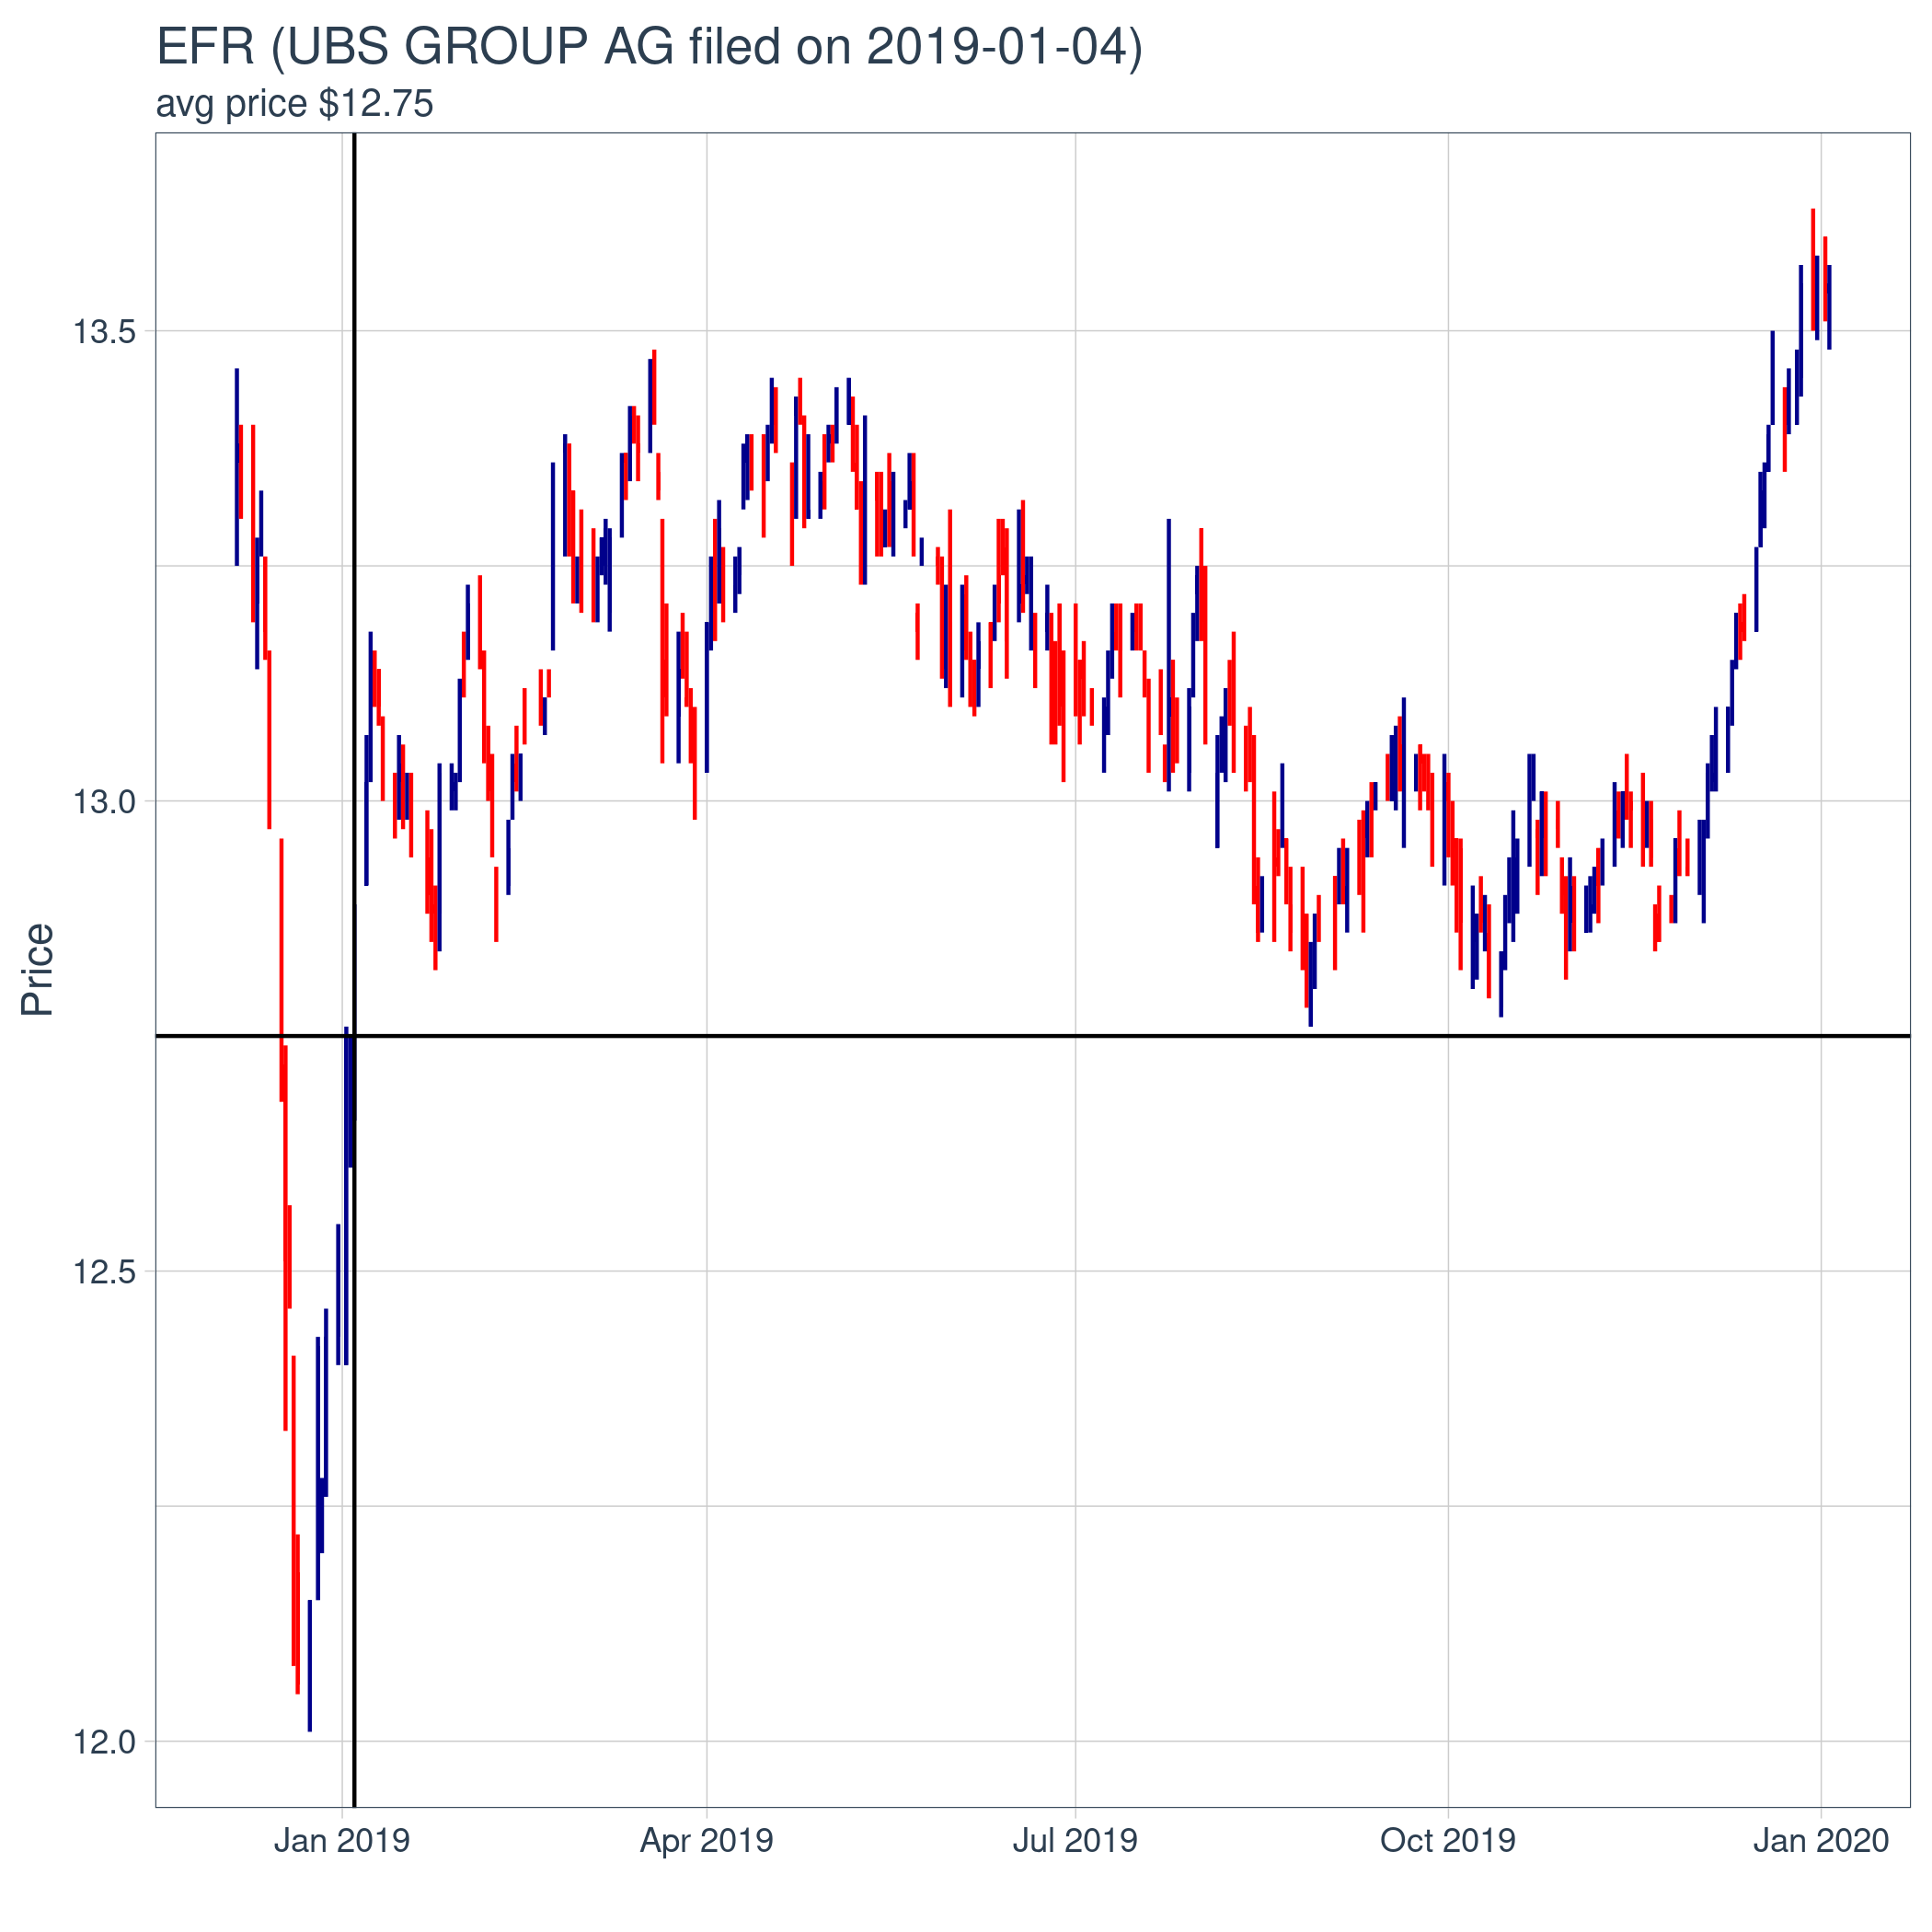 EFR (UBS GROUP AG filed on 2019-01-04)
avg price $12.75
13.5
13.0
12.5
12.0
Price
Jan 2019
Apr 2019
Jul 2019
Oct 2019
Jan 2020